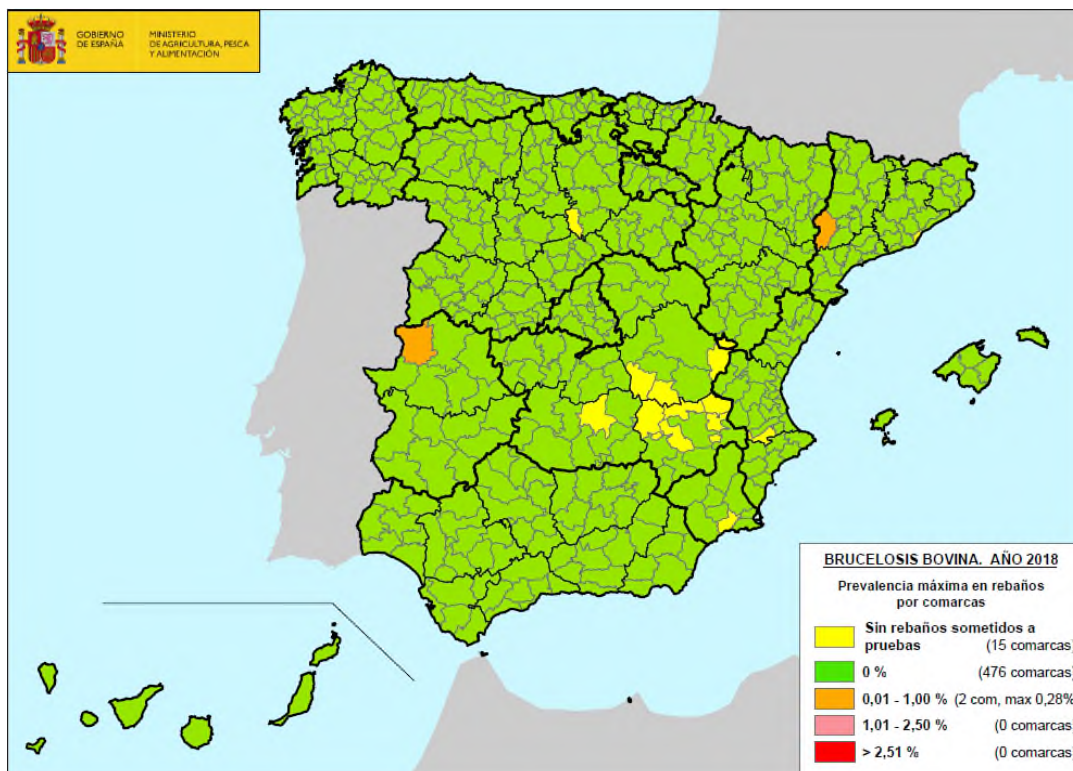 GOBIERNO
DE ESPAÑA
MINISTERIO
DE AGRICULTURA, PESCA
Y ALIMENTACIÓN
BRUCELOSIS BOVINA. AÑO 2018
Prevalencia máxima en rebaños
por comarcas
Sin rebaños sometidos a
pruebas (15 comarcas)
0 % (476 comarcas)
0,01 - 1,00 % (2 com, max 0,28%
1,01 - 2,50 % (0 comarcas)
> 2,51 % (0 comarcas)